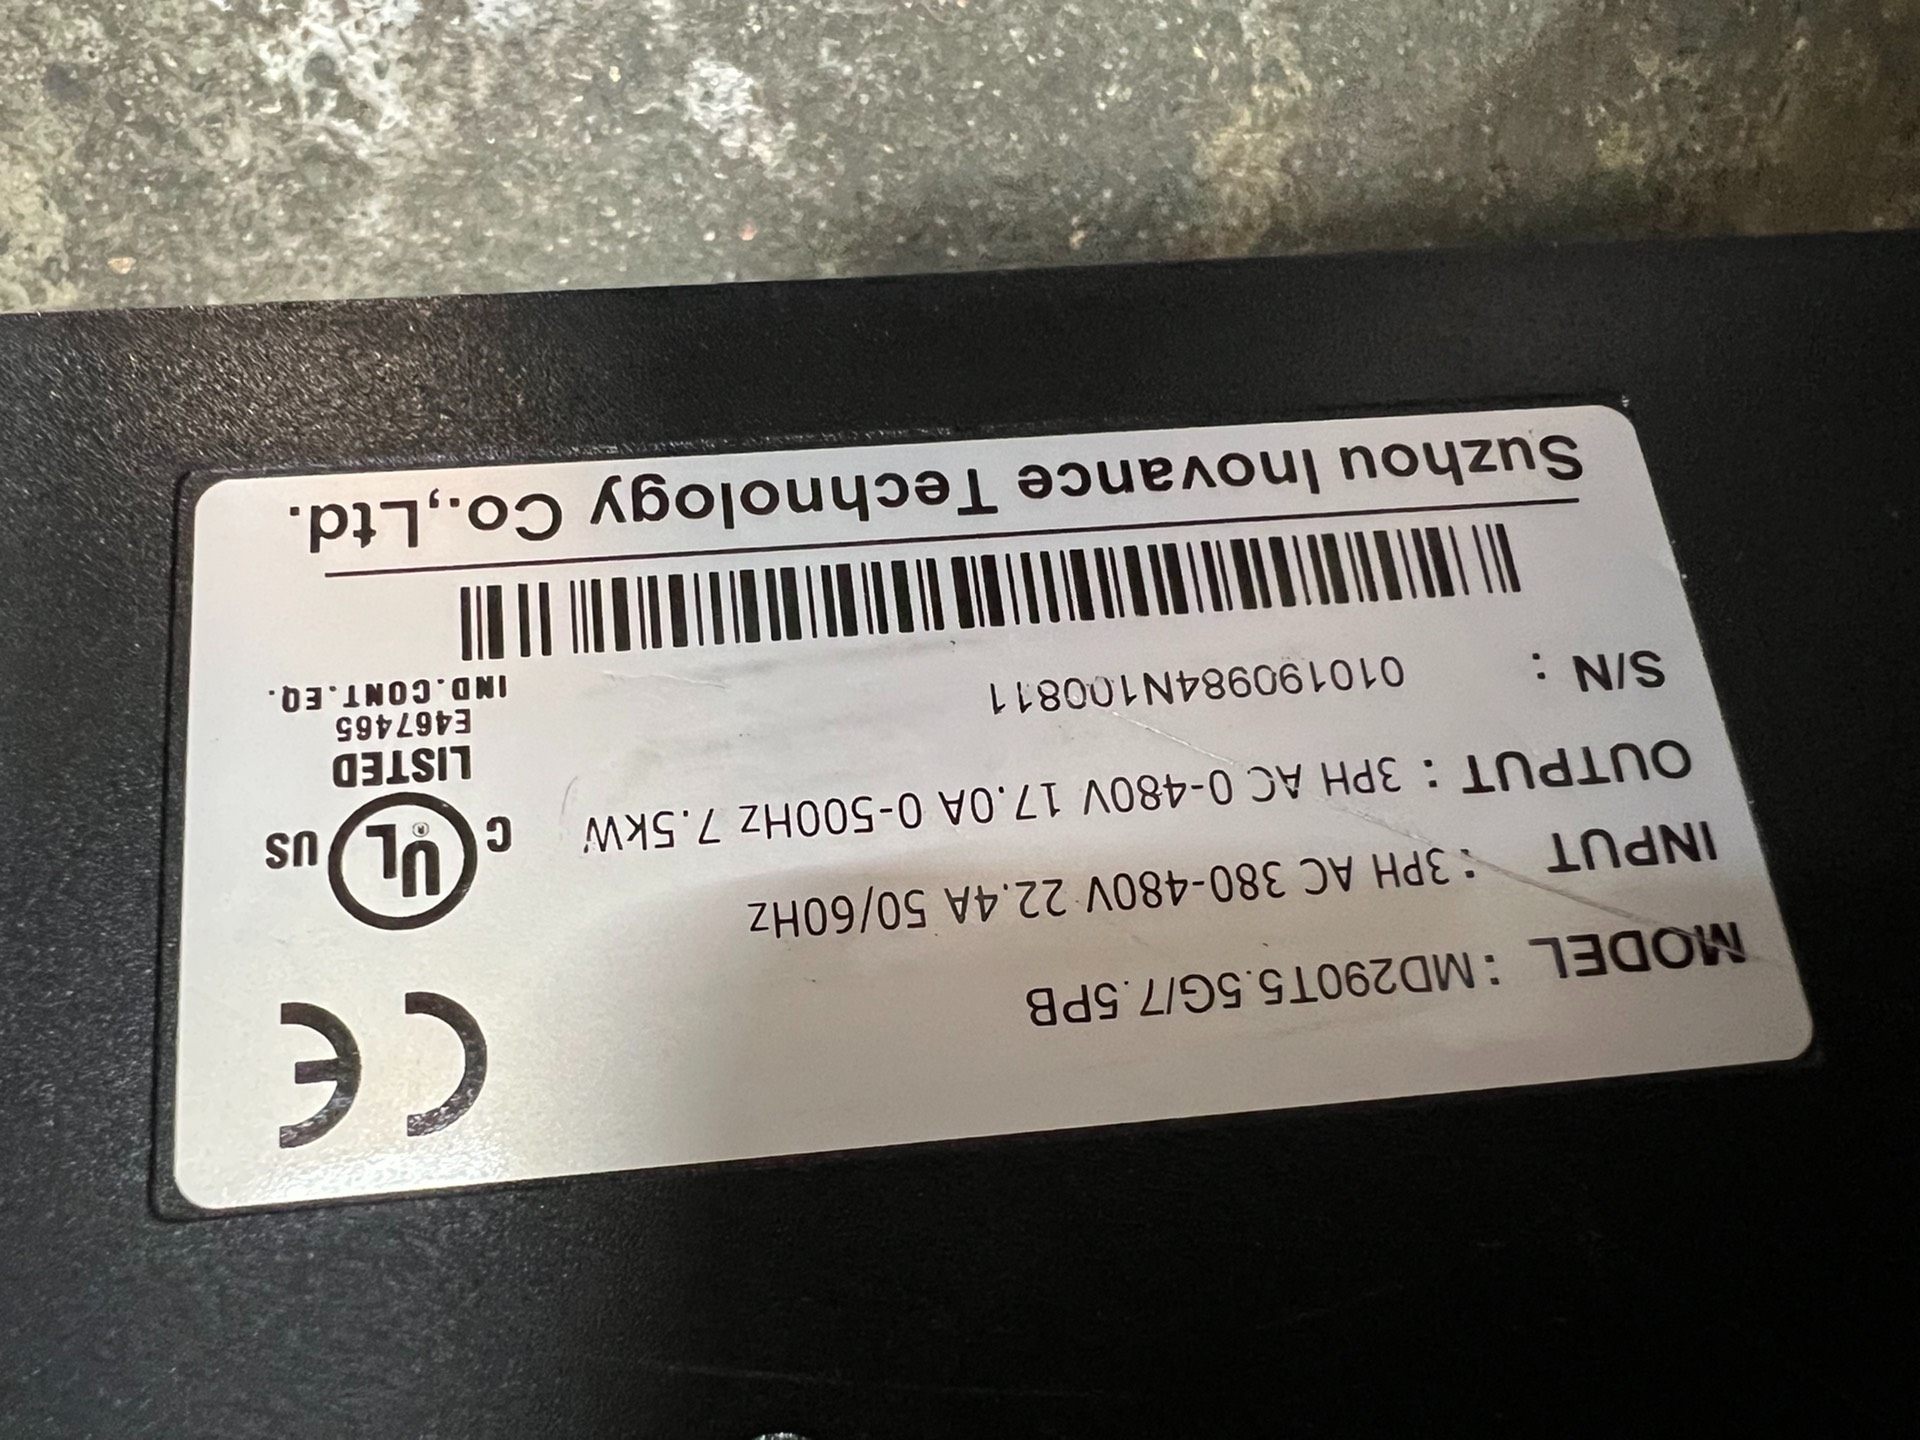 MODEL : MD290T5.5G/7.5PB
INPUT : 3PH AC 380-480V 22.4A 50/60Hz
OUTPUT : 3PH AC 0-480V 17.0A 0-500Hz 7.5kW
S/N : 010190984N100811
Suzhou Inovance Technology Co.,Ltd.
CE
C UL® US
LISTED
E467465
IND.CONT.EQ.